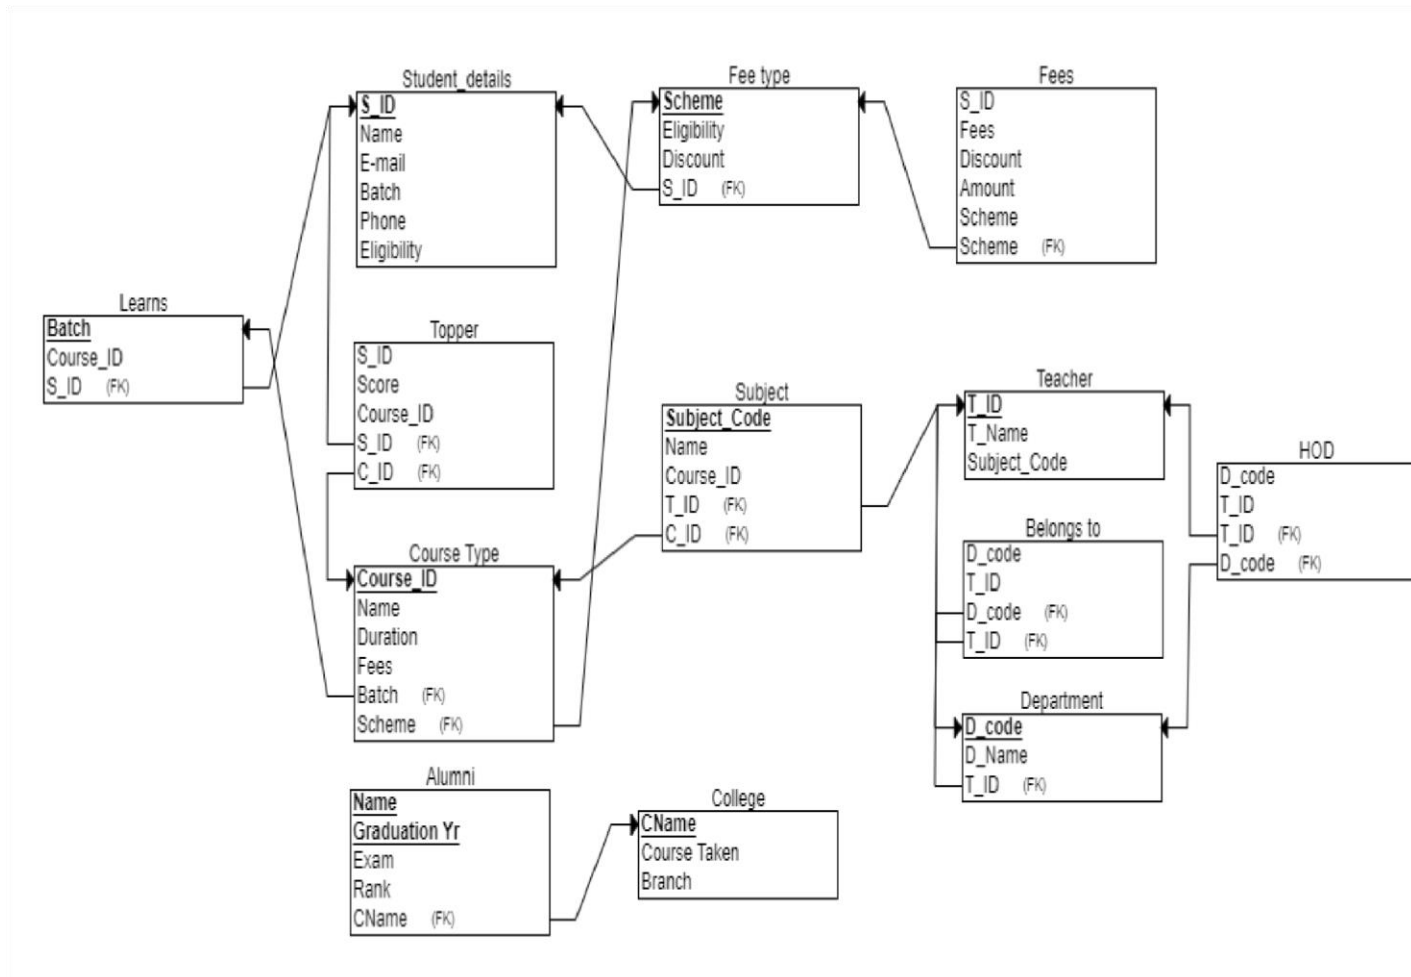 Student_details
S_ID
Name
E-mail
Batch
Phone
Eligibility
Fee type
Scheme
Eligibility
Discount
S_ID (FK)
Fees
S_ID
Fees
Discount
Amount
Scheme
Scheme (FK)
Learns
Batch
Course_ID
S_ID (FK)
Topper
S_ID
Score
Course_ID
S_ID (FK)
C_ID (FK)
Subject
Subject_Code
Name
Course_ID
T_ID (FK)
C_ID (FK)
Teacher
T_ID
T_Name
Subject_Code
HOD
D_code
T_ID
T_ID (FK)
D_code (FK)
Belongs to
D_code
T_ID
D_code (FK)
T_ID (FK)
Course Type
Course_ID
Name
Duration
Fees
Batch (FK)
Scheme (FK)
Department
D_code
D_Name
T_ID (FK)
Alumni
Name
Graduation Yr
Exam
Rank
CName (FK)
College
CName
Course Taken
Branch